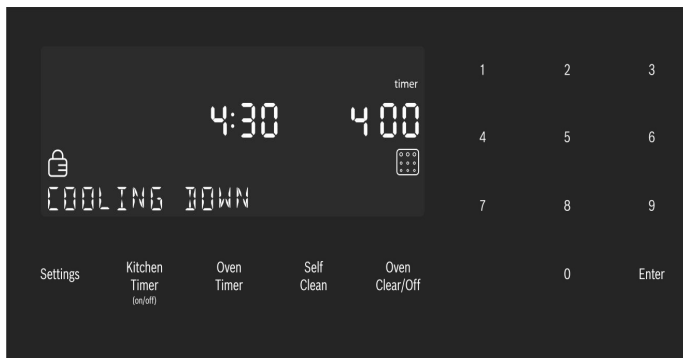 timer
4:30 4 00
COOLING DOWN
Settings
Kitchen
Timer
(on/off)
Oven
Timer
Self
Clean
Oven
Clear/Off
1 2 3
4 5 6
7 8 9
0 Enter